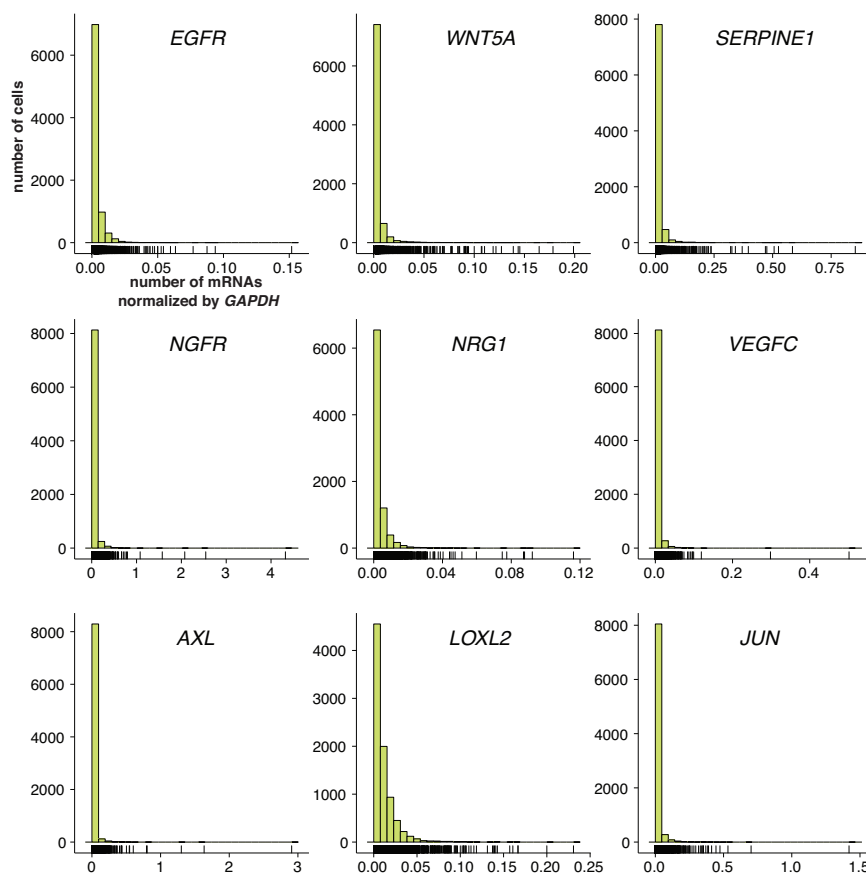 EGFR
6000
4000
2000
0
0.00 0.05 0.10 0.15
number of cells
number of mRNAs
normalized by GAPDH
WNT5A
6000
4000
2000
0
0.00 0.05 0.10 0.15 0.20
SERPINE1
8000
6000
4000
2000
0
0.00 0.25 0.50 0.75
NGFR
8000
6000
4000
2000
0
0 1 2 3 4
NRG1
6000
4000
2000
0
0.00 0.04 0.08 0.12
VEGFC
8000
6000
4000
2000
0
0.0 0.2 0.4
AXL
8000
6000
4000
2000
0
0 1 2 3
LOXL2
4000
3000
2000
1000
0
0.00 0.05 0.10 0.15 0.20 0.25
JUN
8000
6000
4000
2000
0
0.0 0.5 1.0 1.5